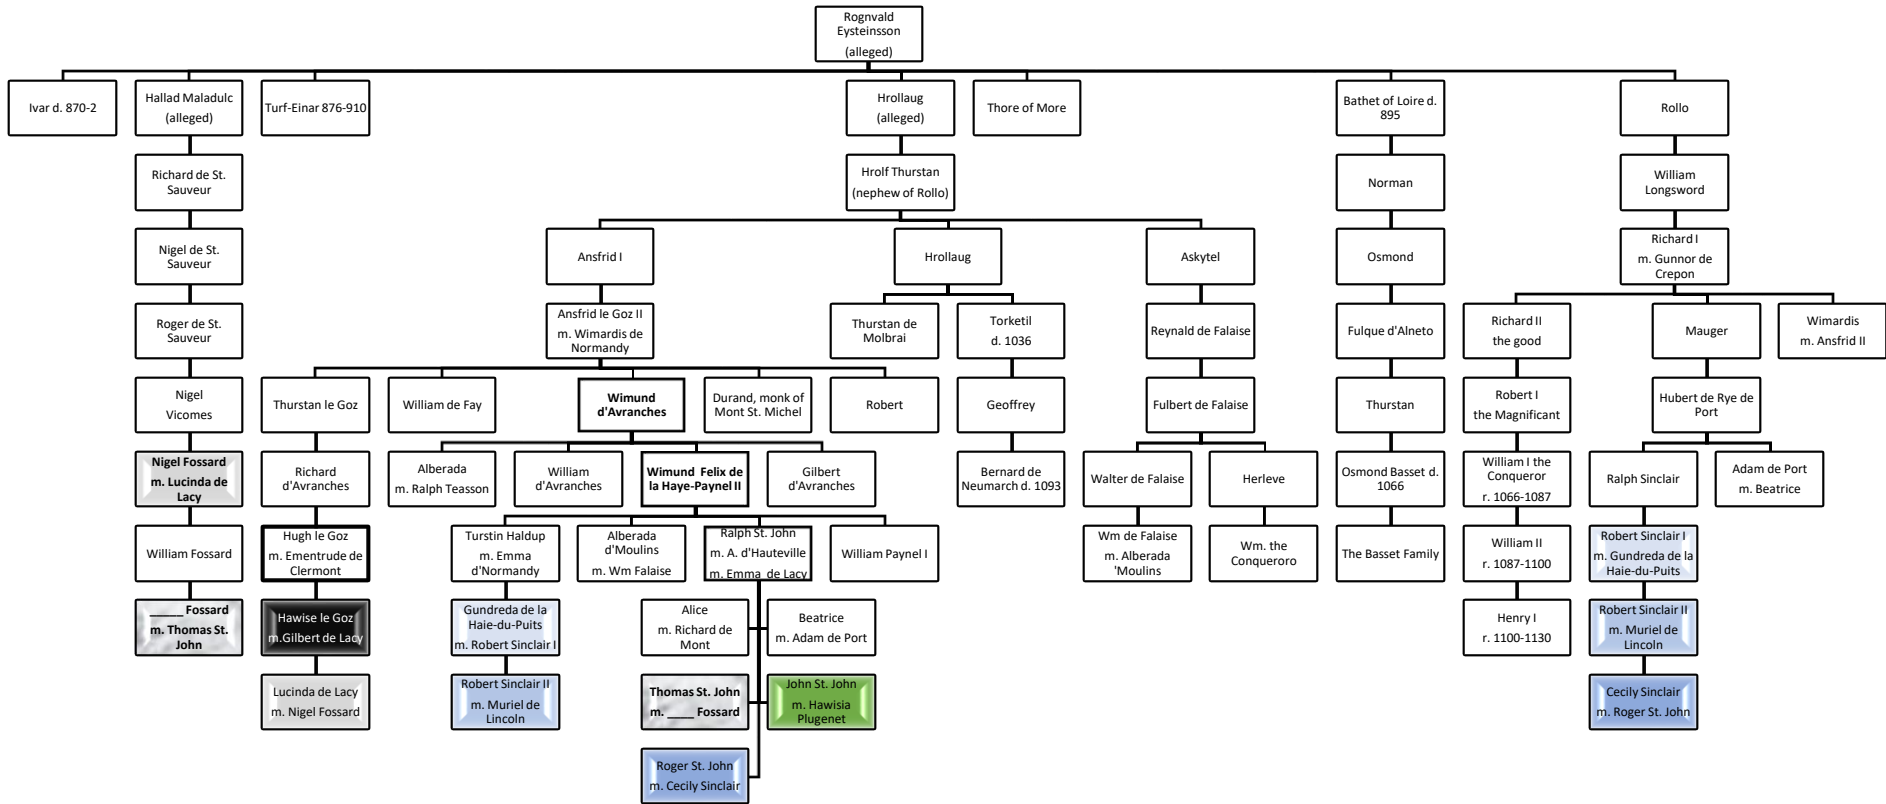 Rognvald
Eysteinsson
(alleged)
Ivar d. 870-2
Hallad Maladulc
(alleged)
Turf-Einar 876-910
Hrollaug
(alleged)
Thore of More
Bathet of Loire d.
895
Rollo
Richard de St.
Sauveur
Hrolf Thurstan
(nephew of Rollo)
Norman
William
Longsword
Nigel de St.
Sauveur
Ansfrid I
Hrollaug
Askytel
Osmond
Richard I
m. Gunnor de
Crepon
Roger de St.
Sauveur
Ansfrid le Goz II
m. Wimardis de
Normandy
Thurstan de
Molbrai
Torketil
d. 1036
Reynald de Falaise
Fulque d'Alneto
Richard II
the good
Mauger
Wimardis
m. Ansfrid II
Nigel
Vicomes
Thurstan le Goz
William de Fay
Wimund
d'Avranches
Durand, monk of
Mont St. Michel
Robert
Geoffrey
Fulbert de Falaise
Thurstan
Robert I
the Magnificant
Hubert de Rye de
Port
Nigel Fossard
m. Lucinda de
Lacy
Richard
d'Avranches
Alberada
m. Ralph Teasson
William
d'Avranches
Wimund Felix de
la Haye-Paynel II
Gilbert
d'Avranches
Bernard de
Neumarch d. 1093
Walter de Falaise
Herleve
Osmond Basset d.
1066
William I the
Conqueror
r. 1066-1087
Ralph Sinclair
Adam de Port
m. Beatrice
William Fossard
Hugh le Goz
m. Ementrude de
Clermont
Turstin Haldup
m. Emma
d'Normandy
Alberada
d'Moulins
m. Wm Falaise
Ralph St. John
m. A. d'Hauteville
m. Emma de Lacy
William Paynel I
Wm de Falaise
m. Alberada
'Moulins
Wm. the
Conqueroro
The Basset Family
William II
r. 1087-1100
Robert Sinclair I
m. Gundreda de la
Haie-du-Puits
____ Fossard
m. Thomas St.
John
Hawise le Goz
m.Gilbert de Lacy
Gundreda de la
Haie-du-Puits
m. Robert Sinclair I
Alice
m. Richard de
Mont
Beatrice
m. Adam de Port
Henry I
r. 1100-1130
Robert Sinclair II
m. Muriel de
Lincoln
Lucinda de Lacy
m. Nigel Fossard
Robert Sinclair II
m. Muriel de
Lincoln
Thomas St. John
m. ____ Fossard
John St. John
m. Hawisia
Plugenet
Cecily Sinclair
m. Roger St. John
Roger St. John
m. Cecily Sinclair